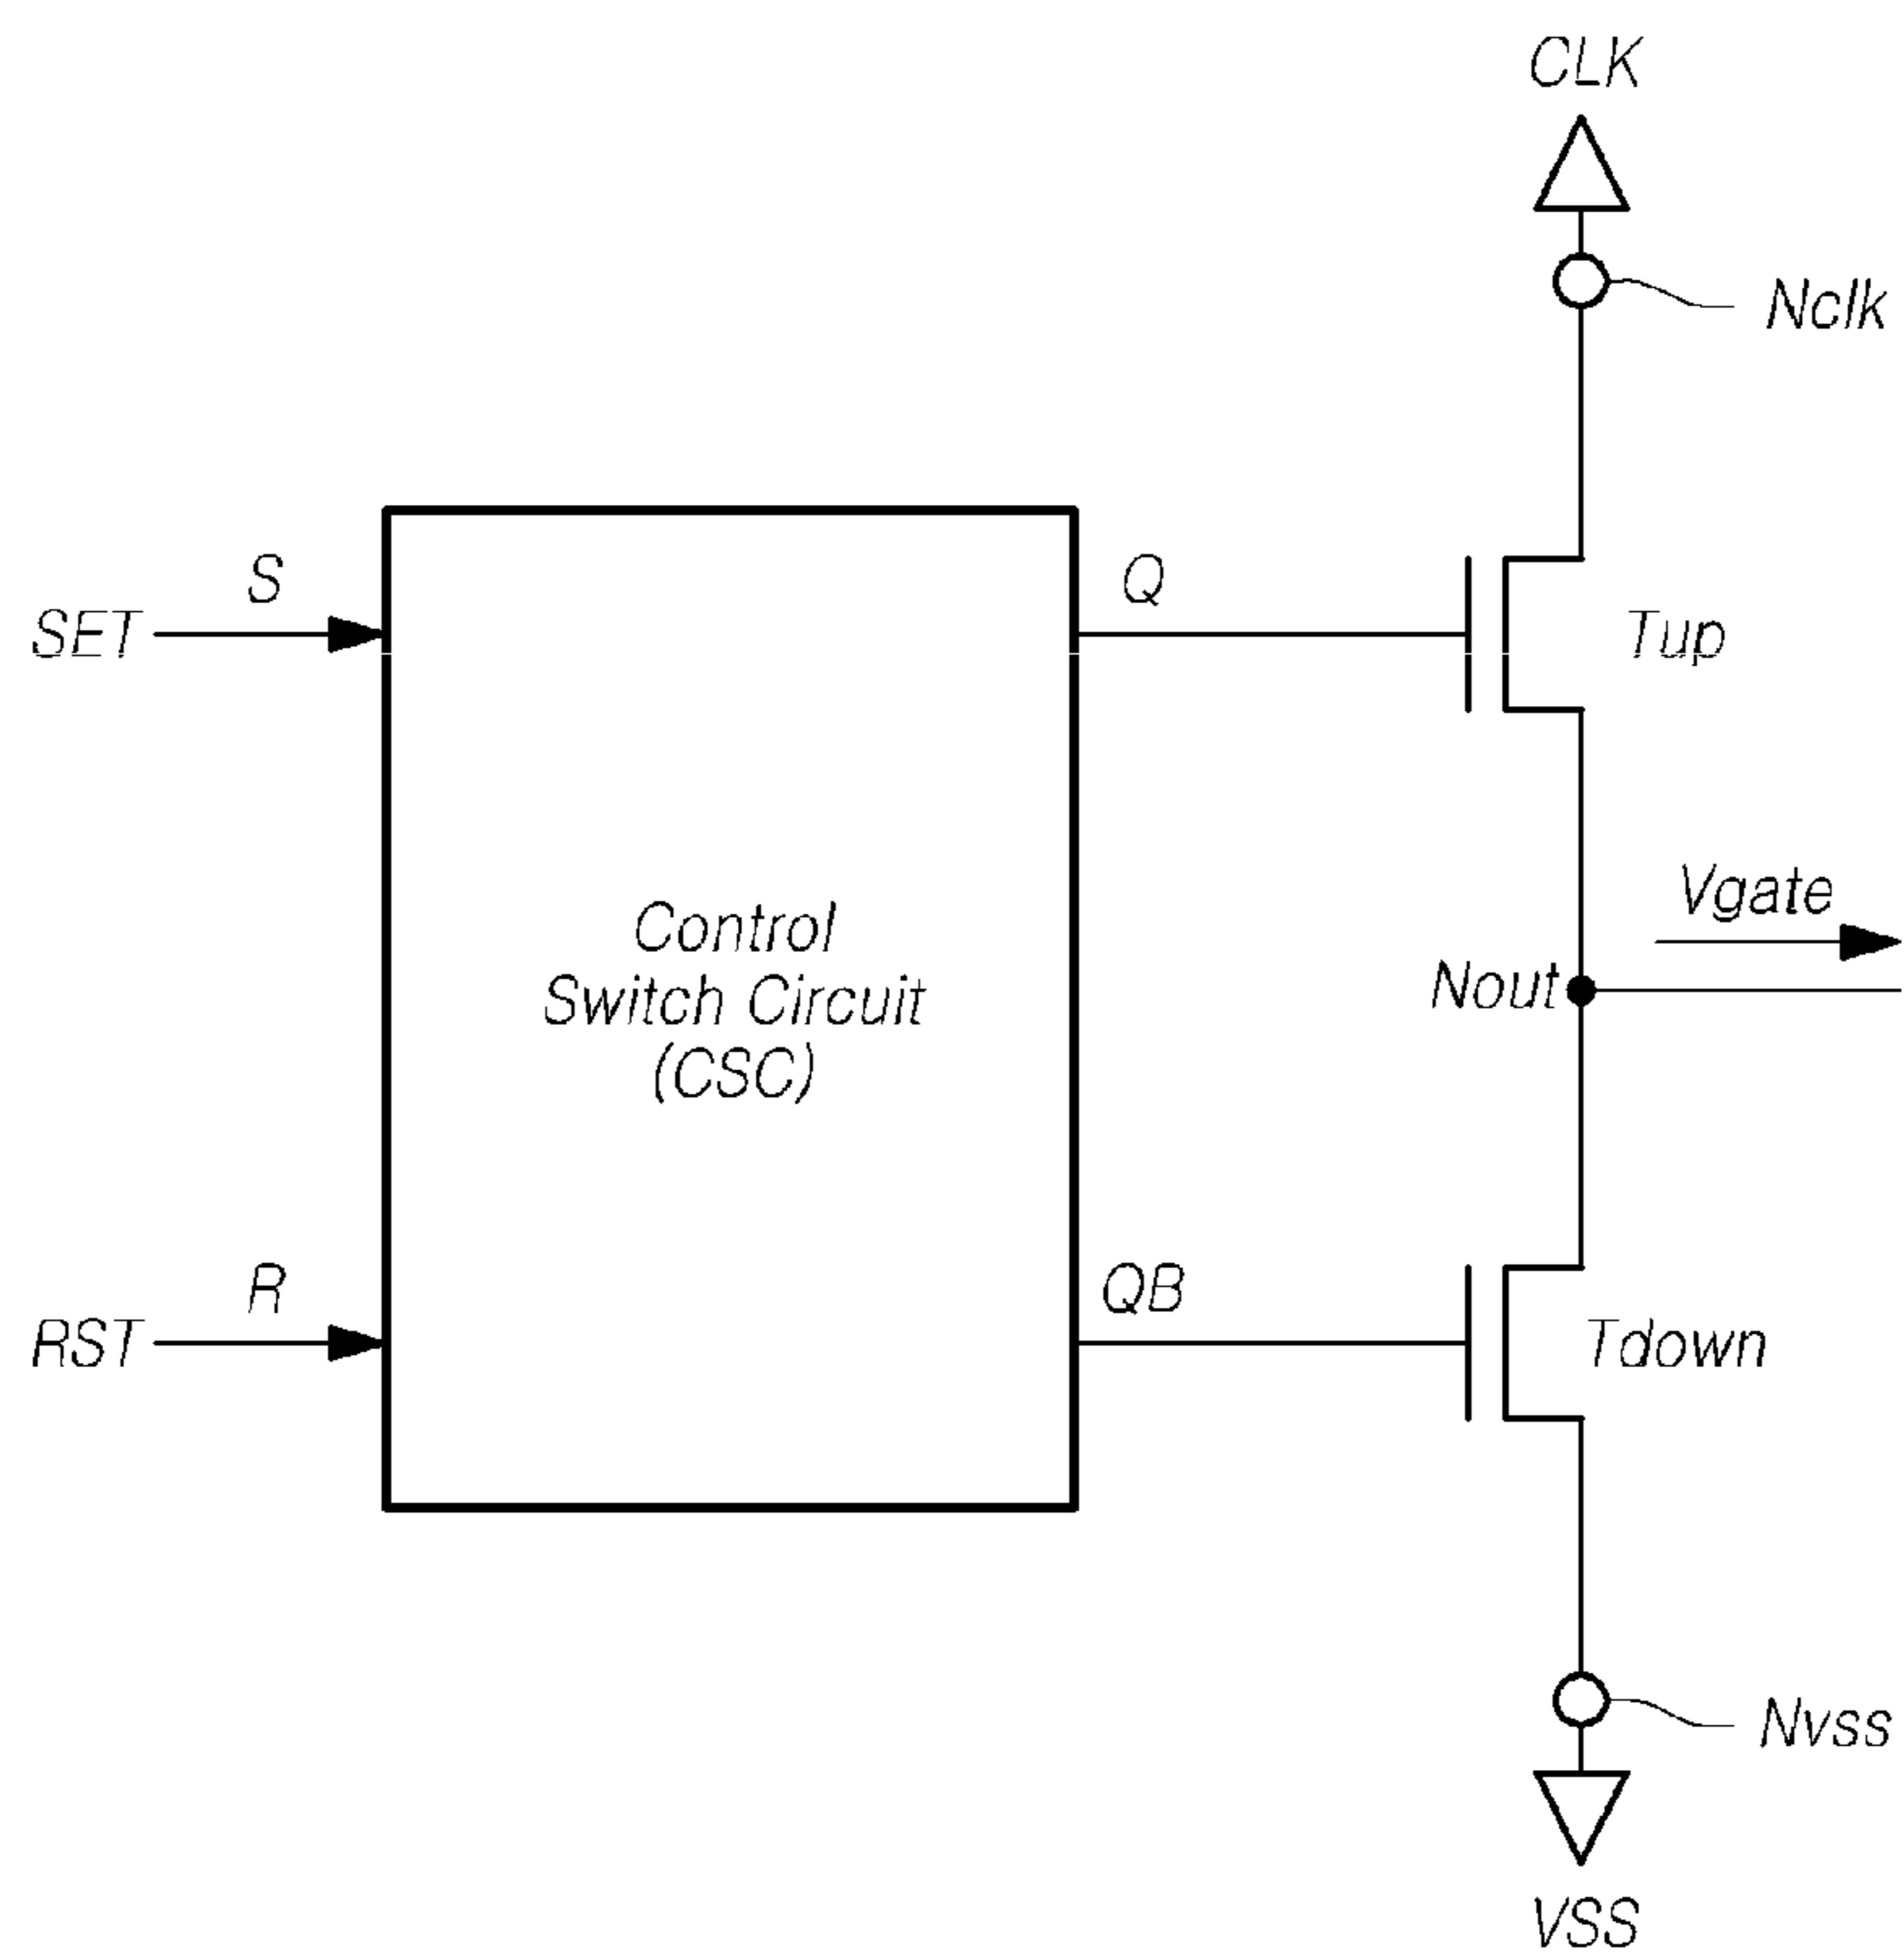 CLK
Nclk
S
SET
Q
Tup
Control
Switch Circuit
(CSC)
Vgate
Nout
R
RST
QB
Tdown
Nvss
VSS